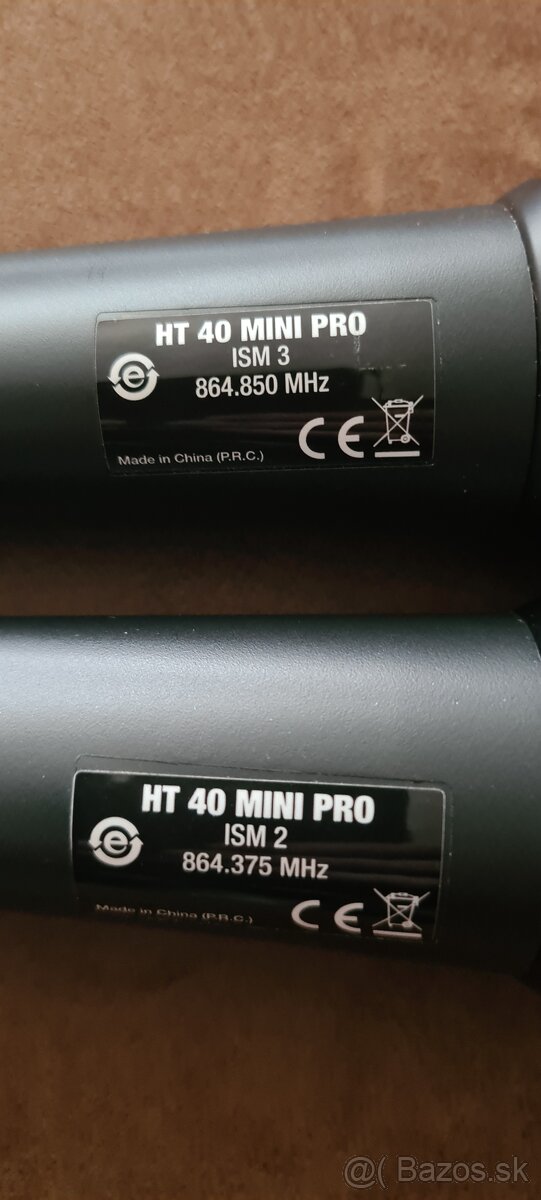 HT 40 MINI PRO
ISM 3
864.850 MHz
e
CE
Made in China (P.R.C.)
HT 40 MINI PRO
ISM 2
864.375 MHz
e
CE
Made in China (P.R.C.)
@( Bazos.sk